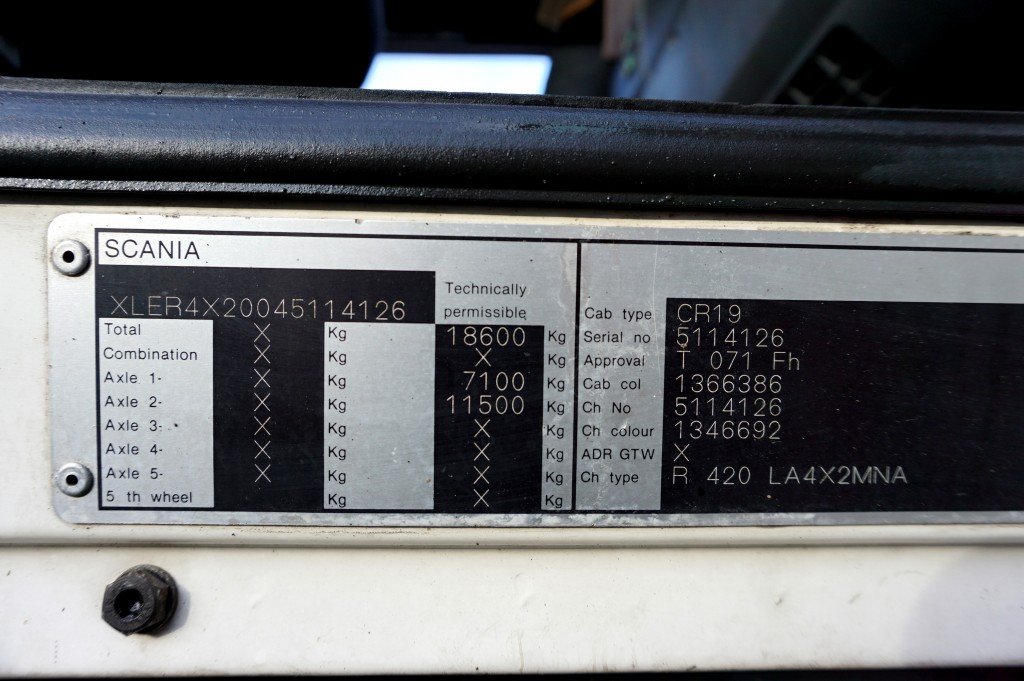 SCANIA
XLER4X20045114126
Technically
permissible
Total X Kg 18600 Kg
Combination X Kg X Kg
Axle 1- X Kg 7100 Kg
Axle 2- X Kg 11500 Kg
Axle 3- X Kg X Kg
Axle 4- X Kg X Kg
Axle 5- X Kg X Kg
5 th wheel Kg X Kg
Cab type CR19
Serial no 5114126
Approval T 071 Fh
Cab col 1366386
Ch No 5114126
Ch colour 1346692
ADR GTW X
Ch type R 420 LA4X2MNA